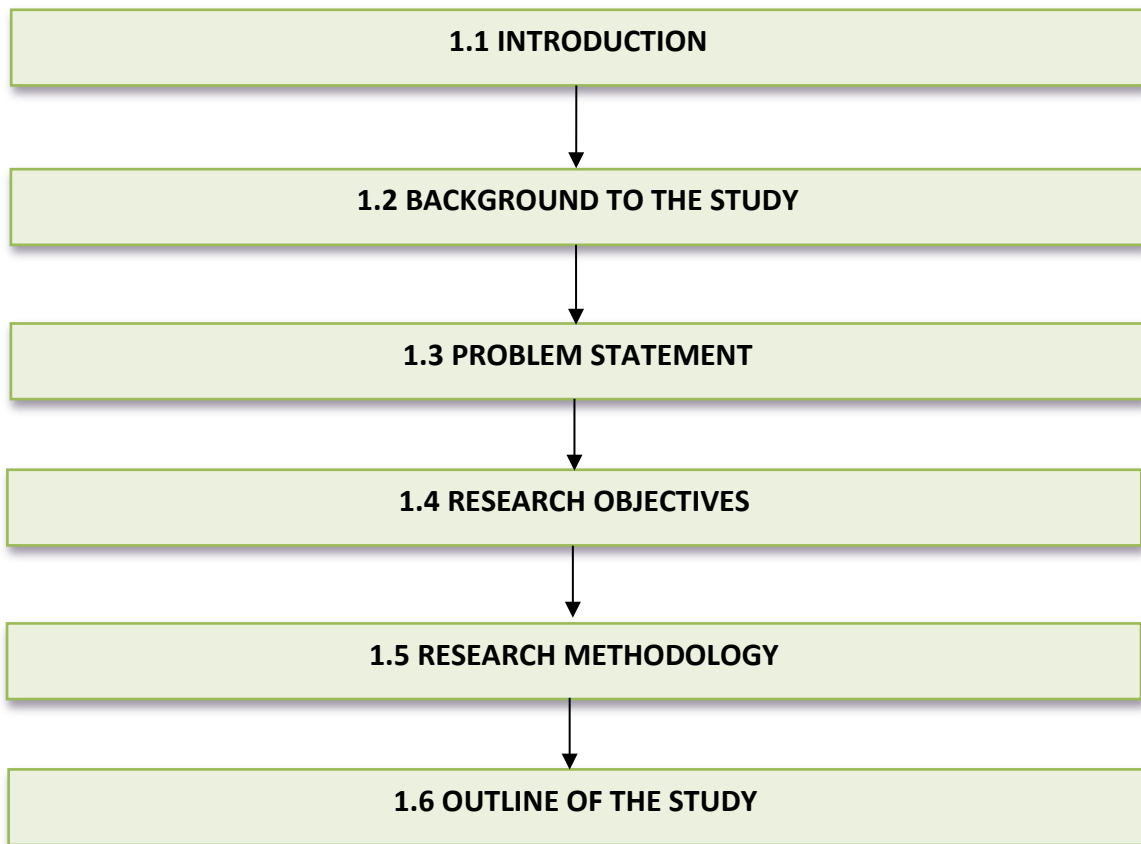 1.1 INTRODUCTION
1.2 BACKGROUND TO THE STUDY
1.3 PROBLEM STATEMENT
1.4 RESEARCH OBJECTIVES
1.5 RESEARCH METHODOLOGY
1.6 OUTLINE OF THE STUDY